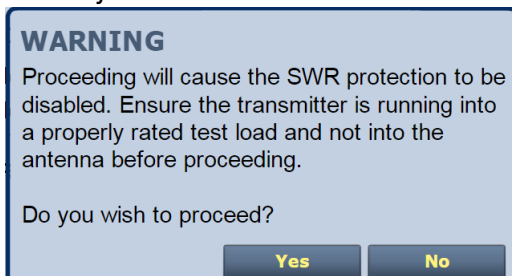 WARNING
Proceeding will cause the SWR protection to be
disabled. Ensure the transmitter is running into
a properly rated test load and not into the
antenna before proceeding.
Do you wish to proceed?
Yes No